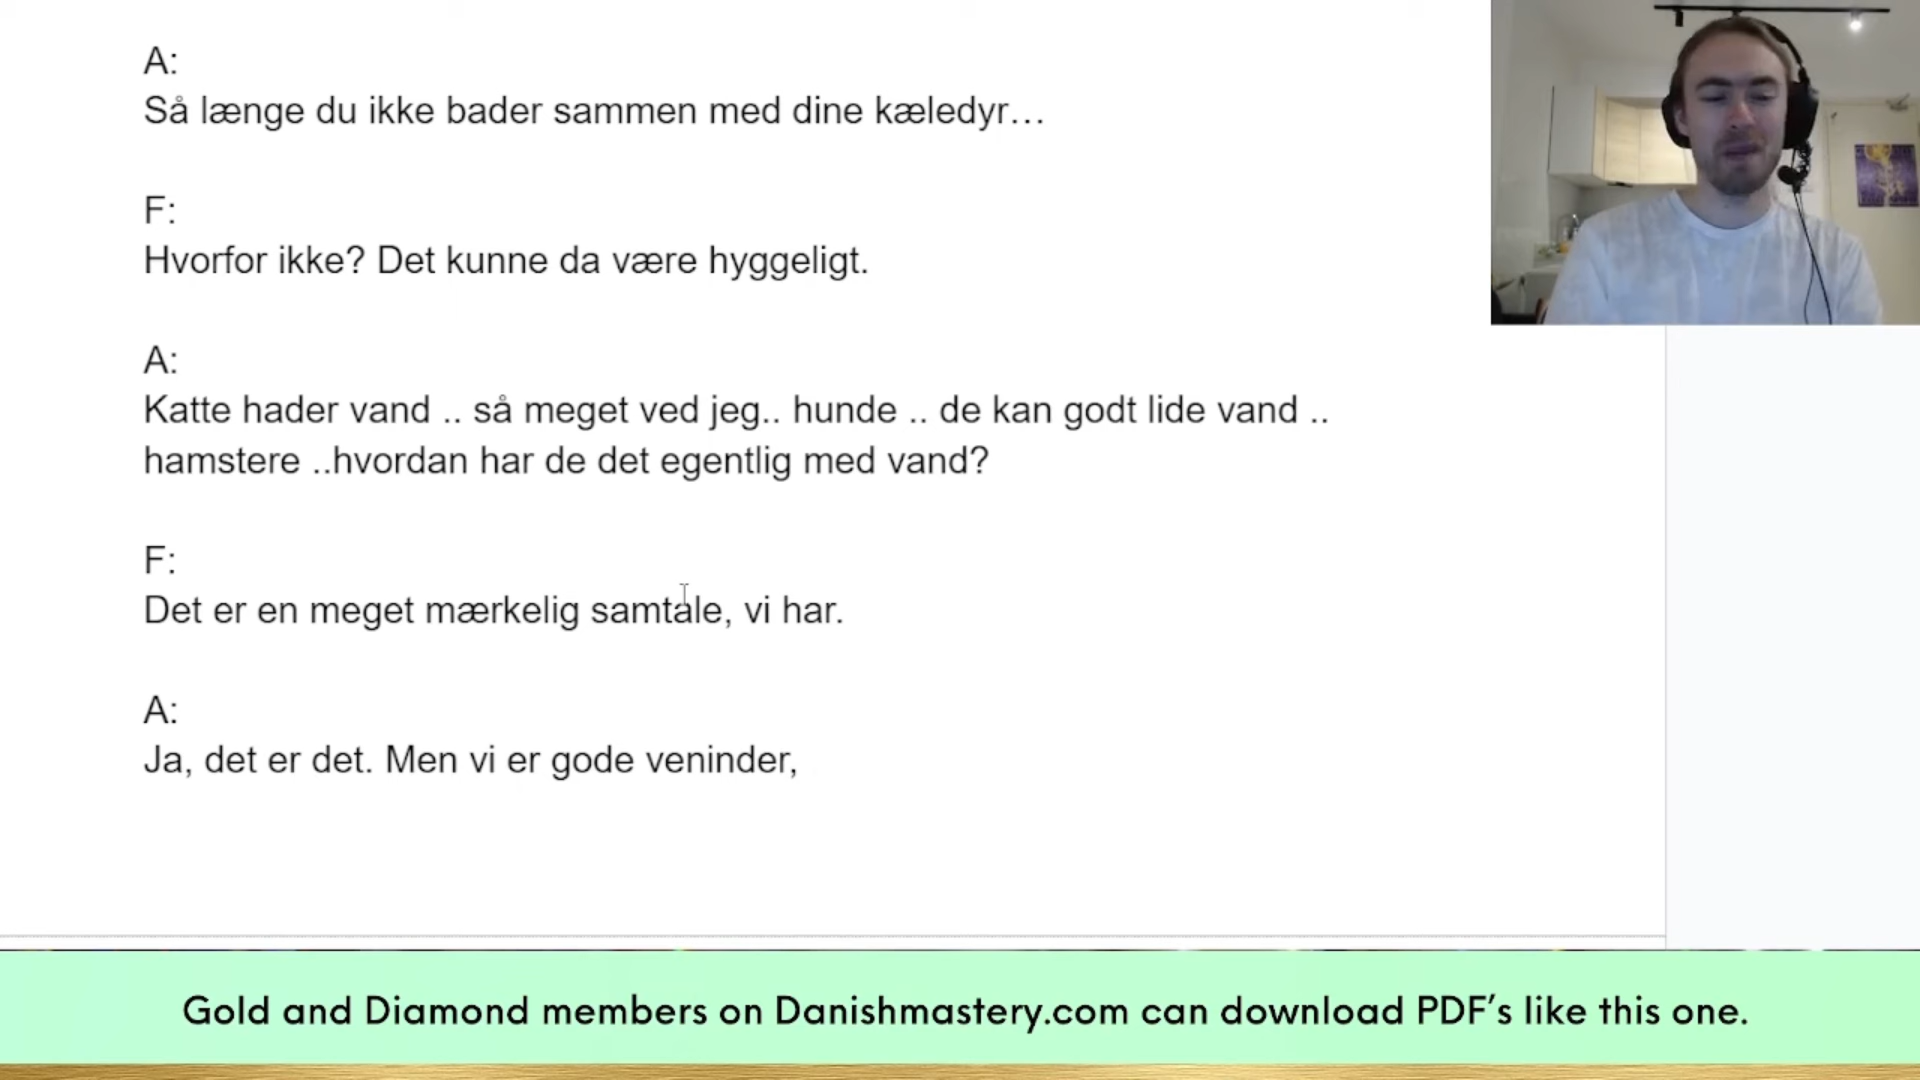 A:
Så længe du ikke bader sammen med dine kæledyr…
F:
Hvorfor ikke? Det kunne da være hyggeligt.
A:
Katte hader vand .. så meget ved jeg.. hunde .. de kan godt lide vand ..
hamstere ..hvordan har de det egentlig med vand?
F:
Det er en meget mærkelig samtale, vi har.
A:
Ja, det er det. Men vi er gode veninder,
Gold and Diamond members on Danishmastery.com can download PDF’s like this one.